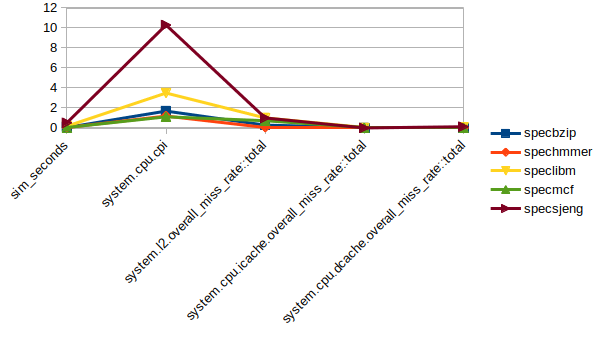 12
10
8
6
4
2
0
sim_seconds
system.cpu.cpi
system.l2.overall_miss_rate::total
system.cpu.icache.overall_miss_rate::total
system.cpu.dcache.overall_miss_rate::total
specbzip
spechmmer
speclibm
specmcf
specsjeng